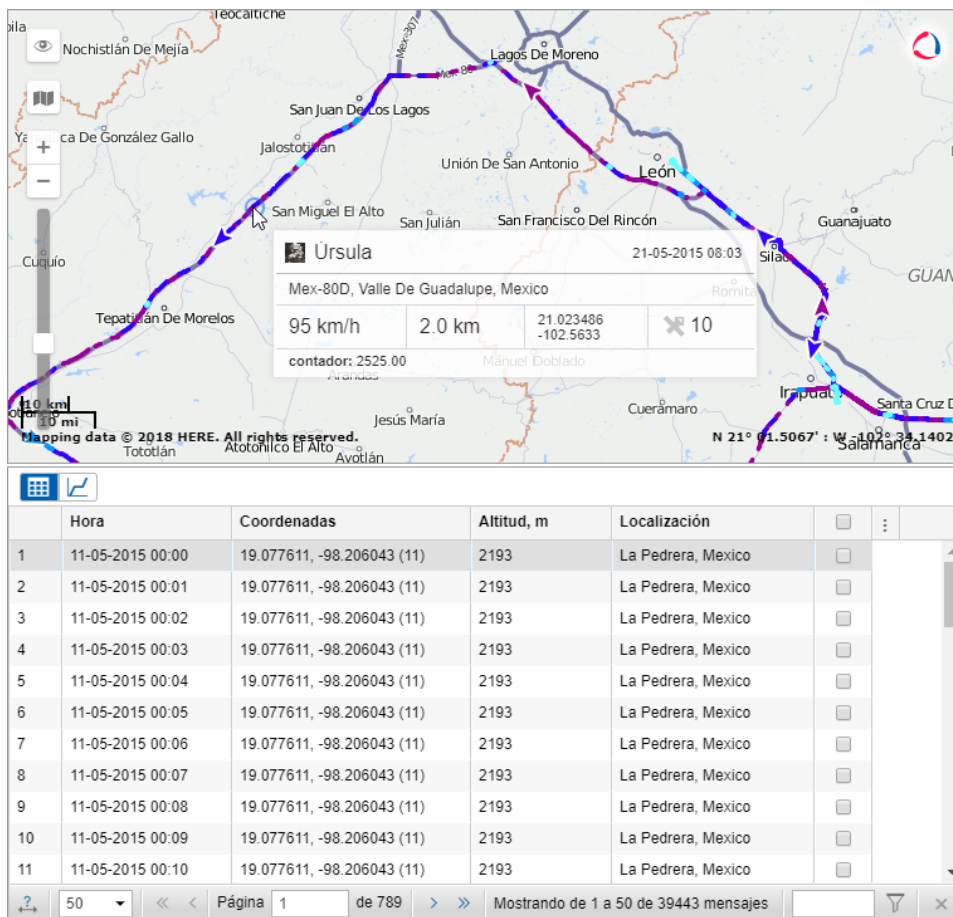 Teocaltiche
Nochistlán De Mejía
Mex-307
Lagos De Moreno
San Juan De Los Lagos
ca De González Gallo
Jalostotitlán
Unión De San Antonio
León
San Miguel El Alto
San Julián
San Francisco Del Rincón
Guanajuato
Cuquío
Silao
GUAN
Romita
Úrsula
21-05-2015 08:03
Mex-80D, Valle De Guadalupe, Mexico
95 km/h
2.0 km
21.023486
-102.5633
10
contador: 2525.00
Manuel Doblado
Tepatitlán De Morelos
Arandas
Irapuato
Cuerámaro
Santa Cruz D
10 km
10 mi
Jesús María
Mapping data © 2018 HERE. All rights reserved.
N 21° 01.5067' : W -102° 34.1402
Salamanca
Tototlán
Atotonilco El Alto
Ayotlán
Hora Coordenadas Altitud, m Localización
1 11-05-2015 00:00 19.077611, -98.206043 (11) 2193 La Pedrera, Mexico
2 11-05-2015 00:01 19.077611, -98.206043 (11) 2193 La Pedrera, Mexico
3 11-05-2015 00:02 19.077611, -98.206043 (11) 2193 La Pedrera, Mexico
4 11-05-2015 00:03 19.077611, -98.206043 (11) 2193 La Pedrera, Mexico
5 11-05-2015 00:04 19.077611, -98.206043 (11) 2193 La Pedrera, Mexico
6 11-05-2015 00:05 19.077611, -98.206043 (11) 2193 La Pedrera, Mexico
7 11-05-2015 00:06 19.077611, -98.206043 (11) 2193 La Pedrera, Mexico
8 11-05-2015 00:07 19.077611, -98.206043 (11) 2193 La Pedrera, Mexico
9 11-05-2015 00:08 19.077611, -98.206043 (11) 2193 La Pedrera, Mexico
10 11-05-2015 00:09 19.077611, -98.206043 (11) 2193 La Pedrera, Mexico
11 11-05-2015 00:10 19.077611, -98.206043 (11) 2193 La Pedrera, Mexico
50 Página 1 de 789 Mostrando de 1 a 50 de 39443 mensajes